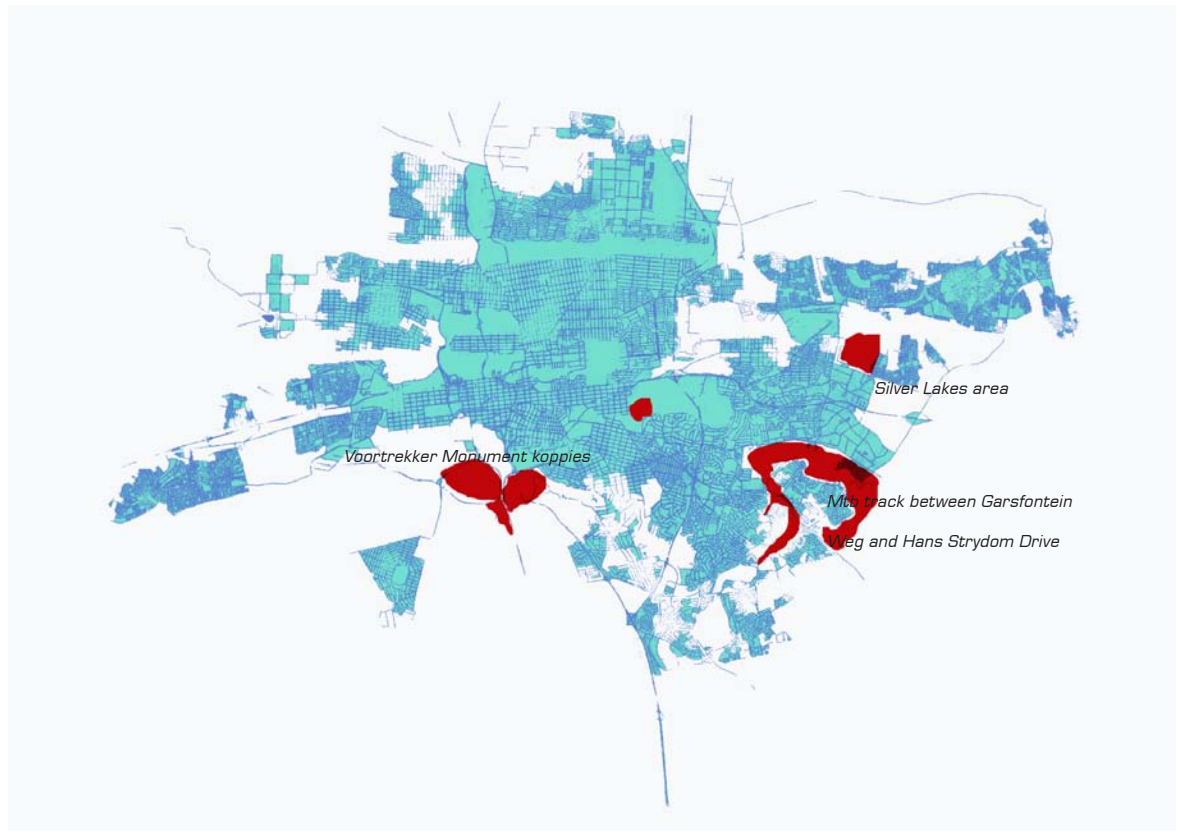 Silver Lakes area
Voortrekker Monument koppies
Mtb track between Garsfontein
Weg and Hans Strydom Drive